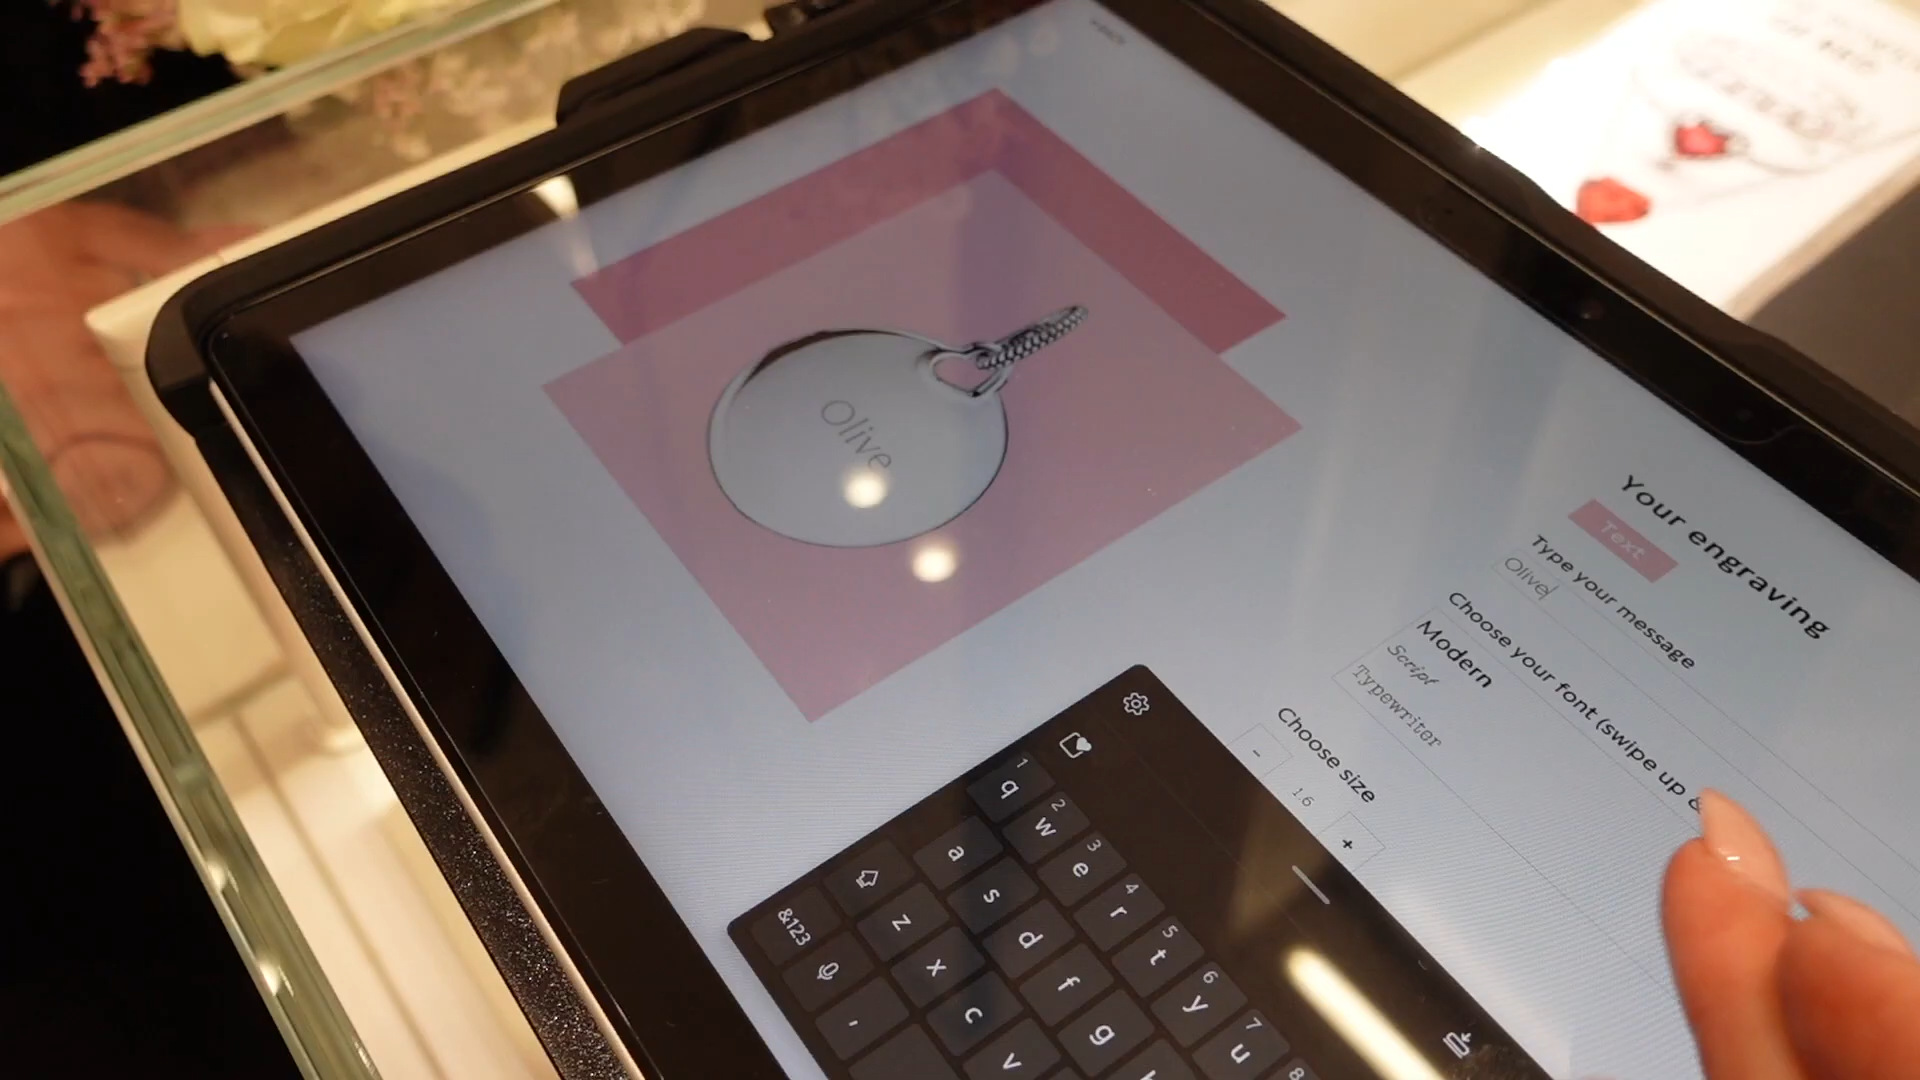 Olive
Your engraving
Text
Type your message
Olive
Choose your font (swipe up &
Modern
Script
Typewriter
Choose size
-
1.6
+
1 2 3 4 5 6 7 8
q w e r t y u
a s d f g
z x c v
&123
,